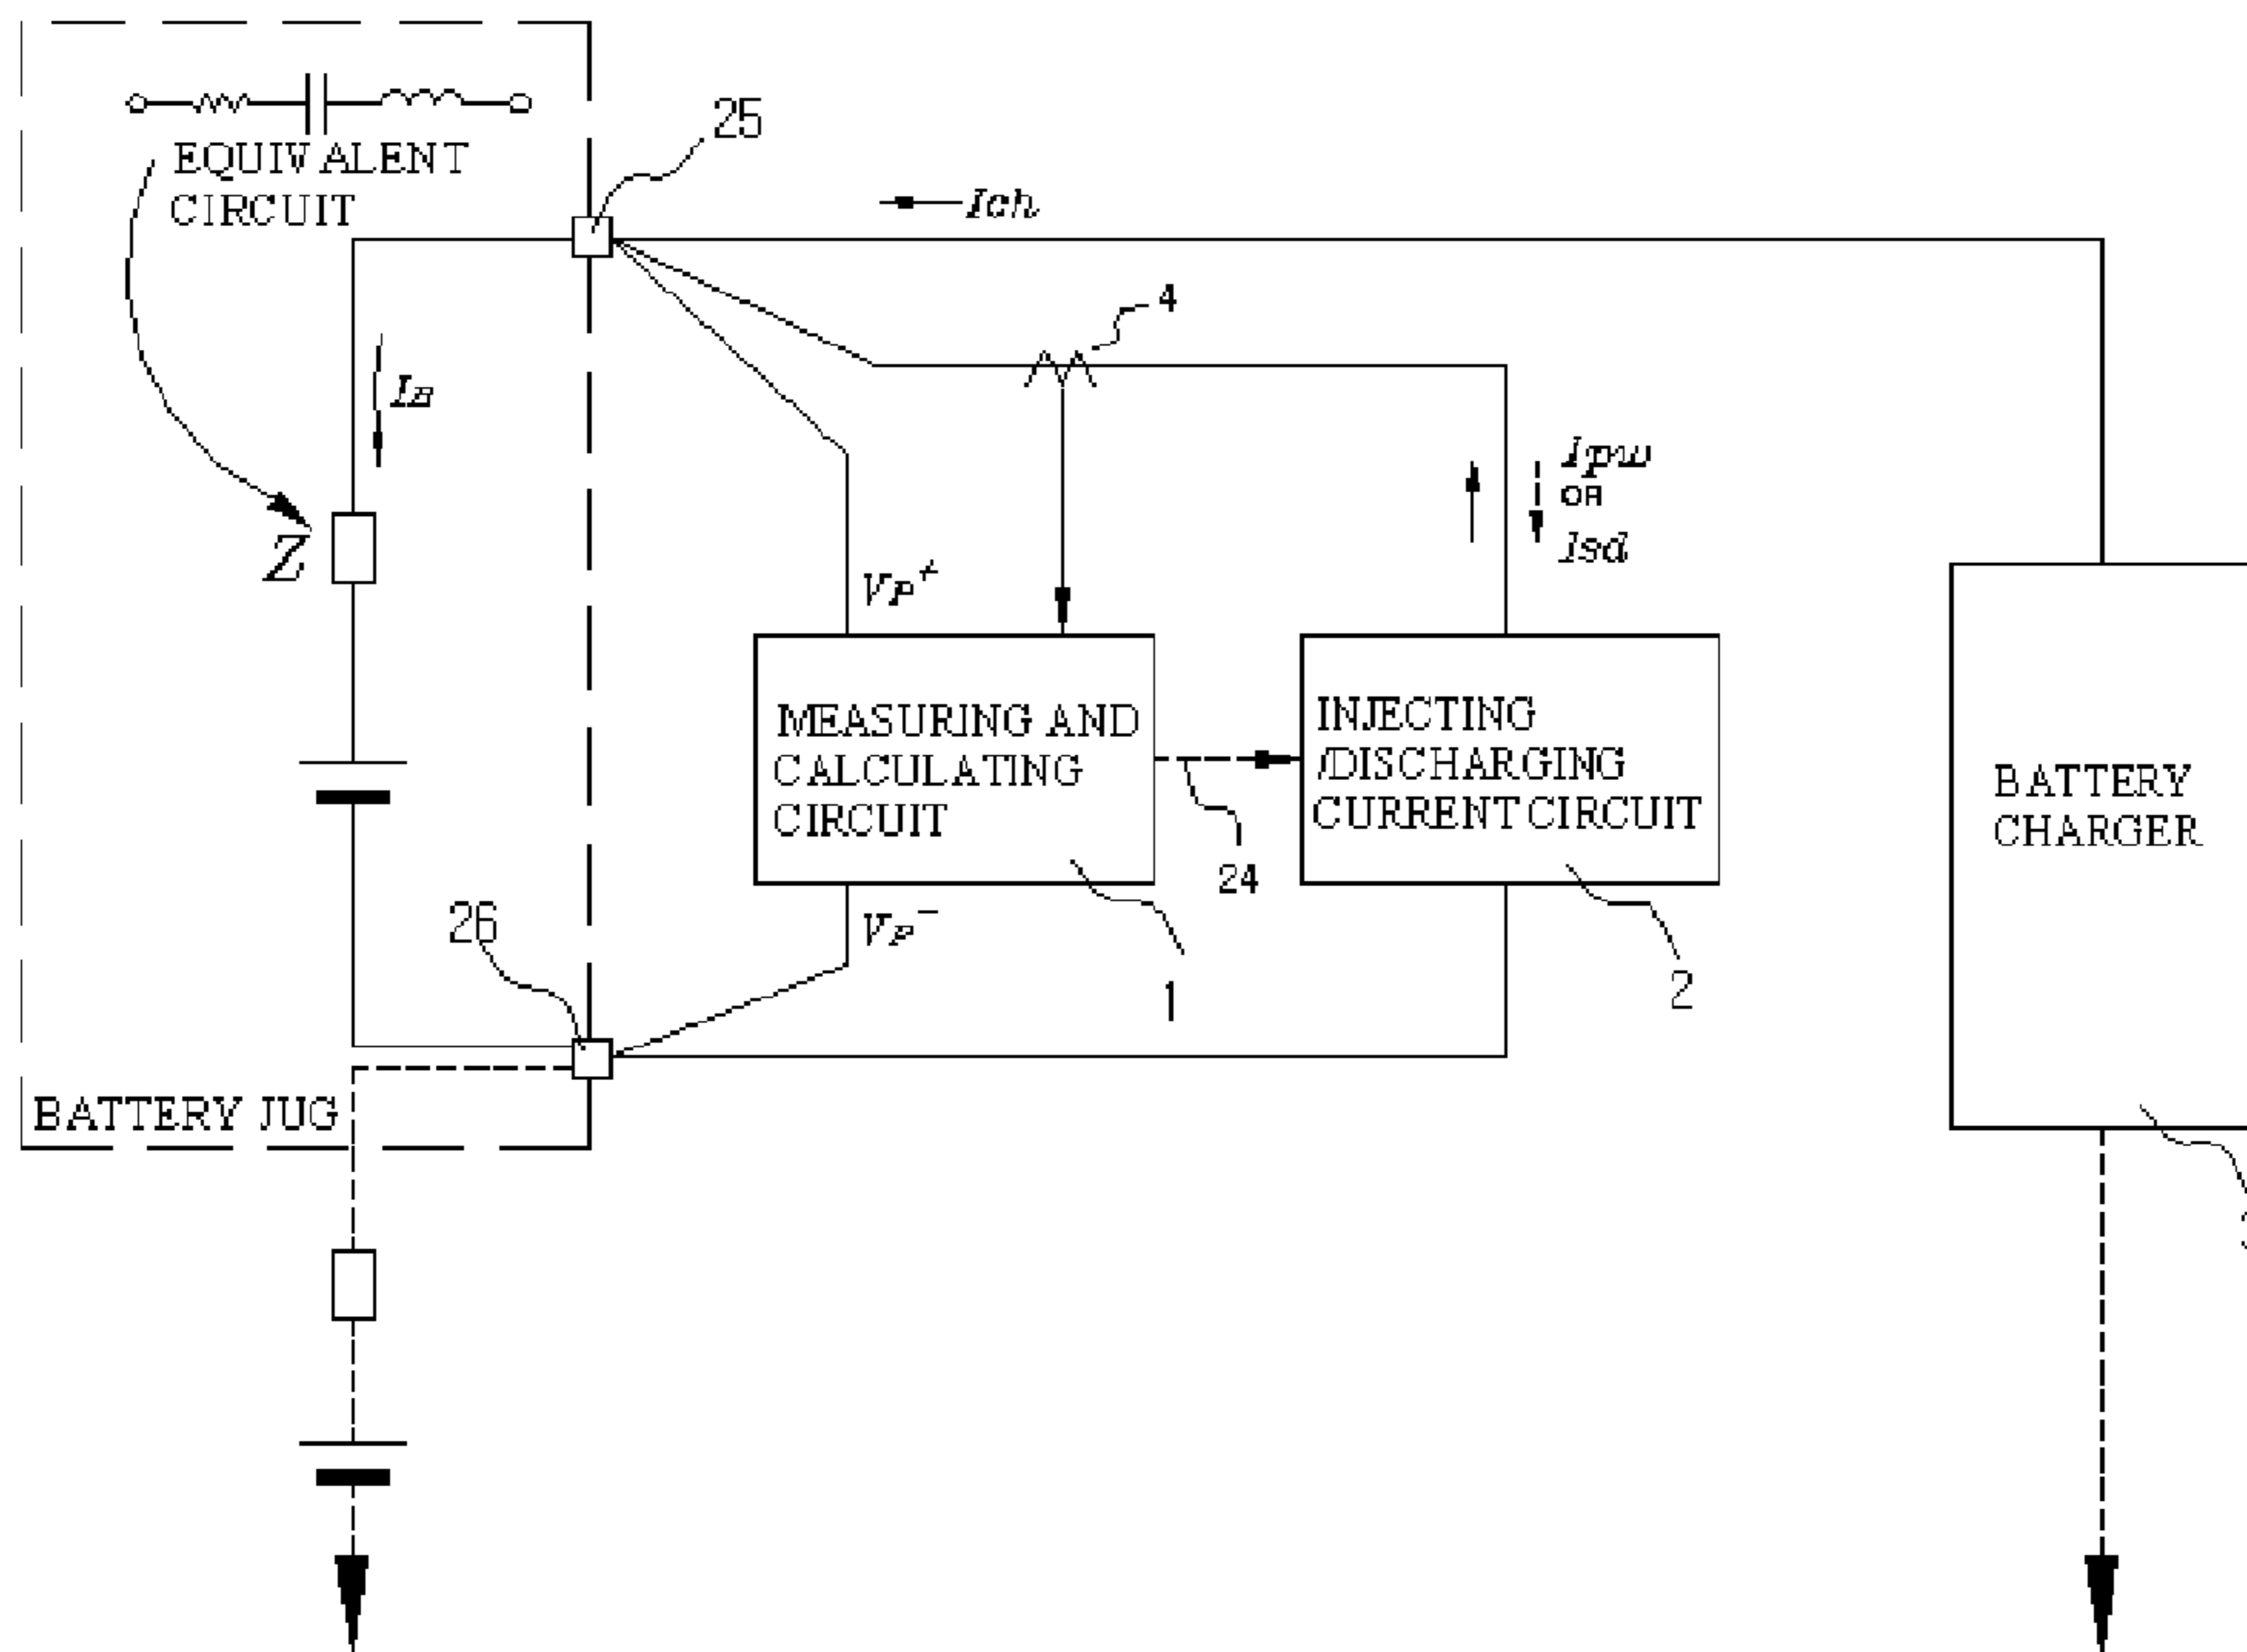 EQUIVALENT
CIRCUIT
25
Ich
4
IB
Z
Ipw
OR
Isd
VP+
MEASURING AND
CALCULATING
CIRCUIT
INJECTING
/DISCHARGING
CURRENT CIRCUIT
BATTERY
CHARGER
24
26
VP-
1
2
BATTERY JUG